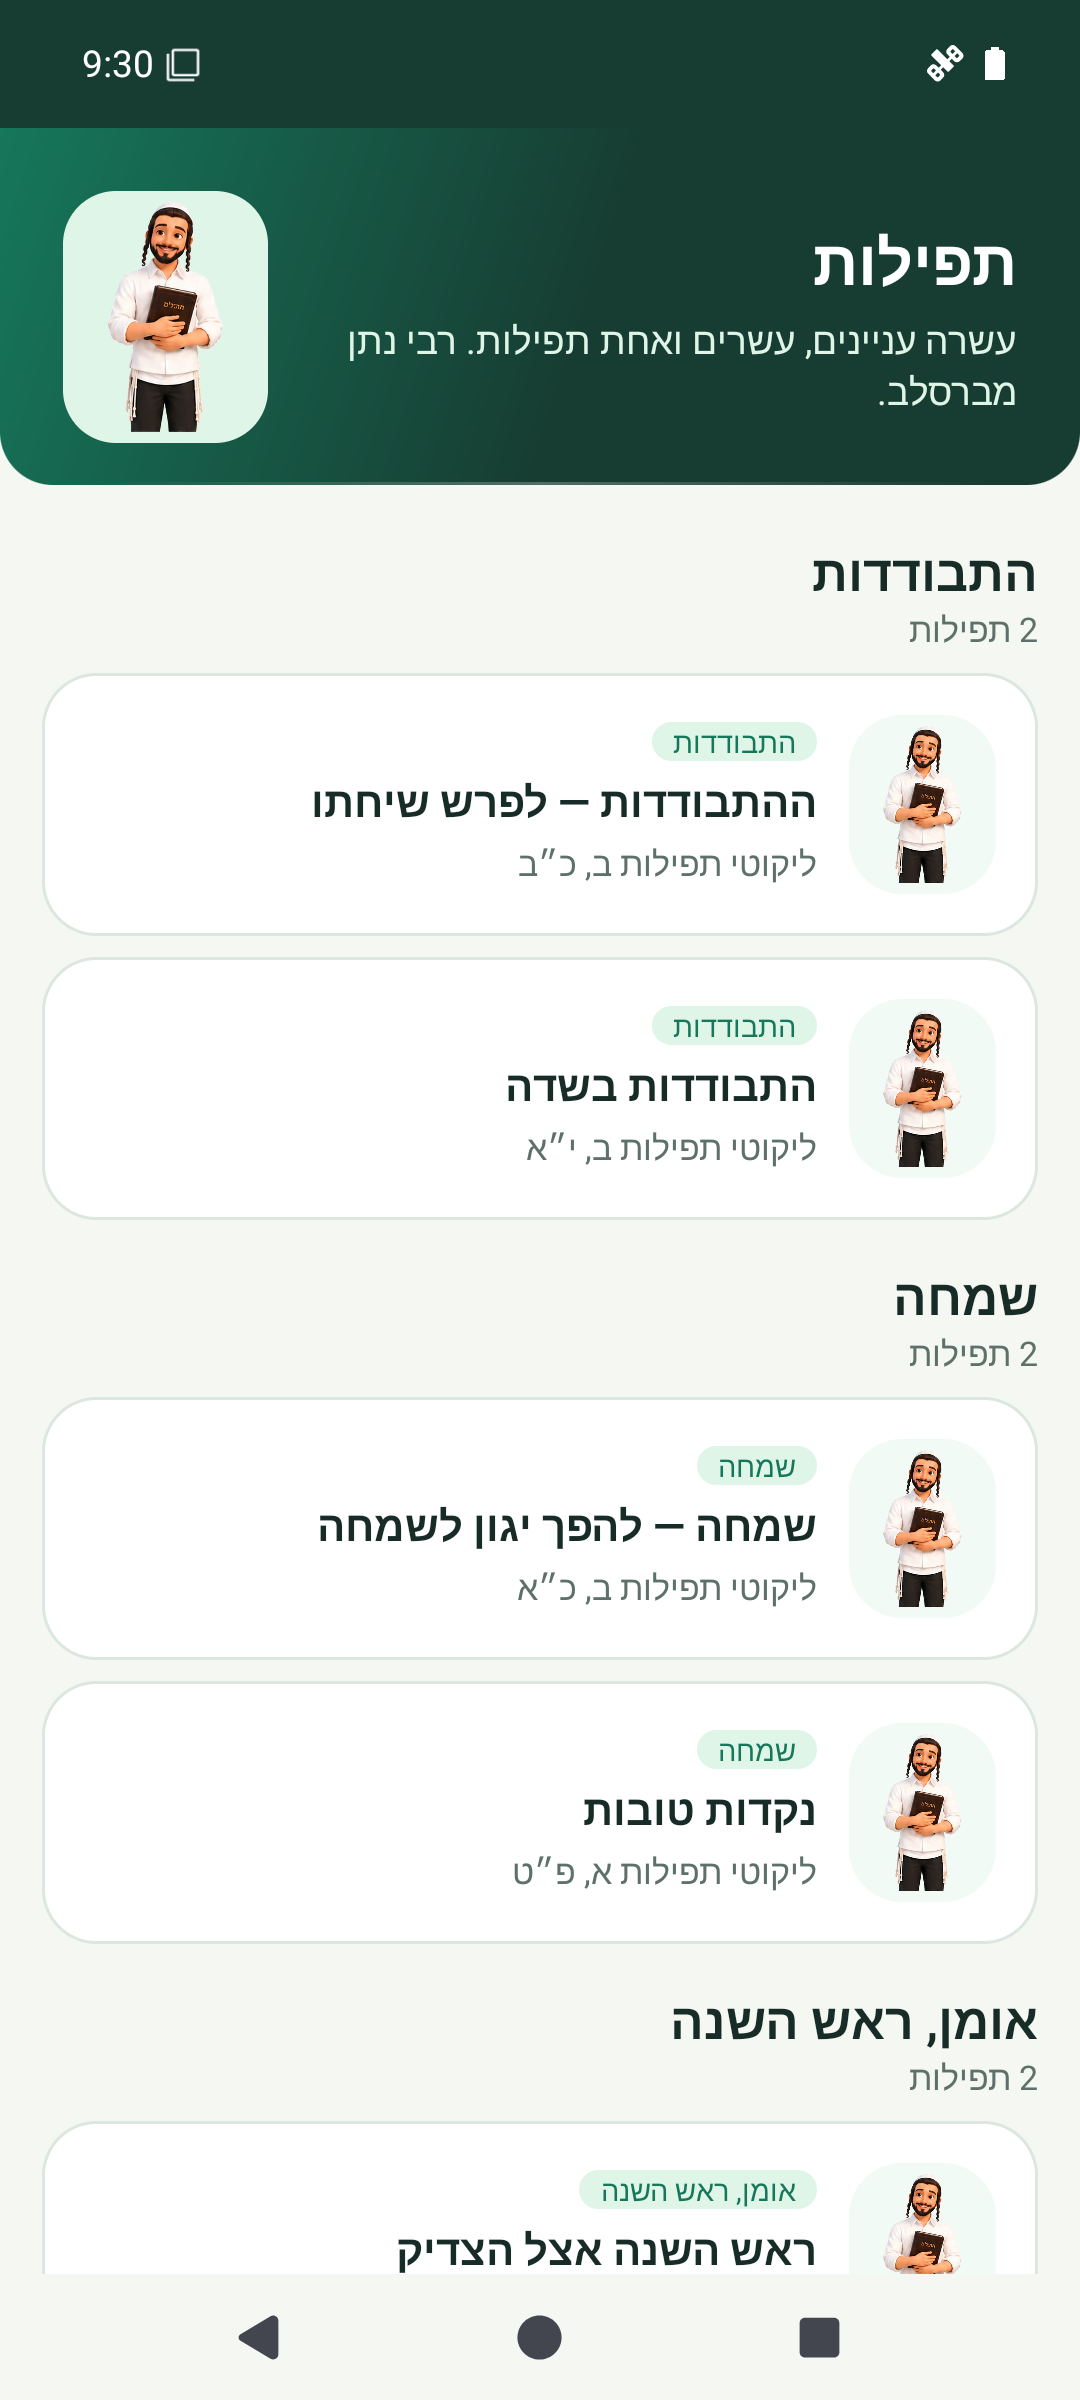 9:30
תפילות
עשרה עניינים, עשרים ואחת תפילות. רבי נתן
מברסלב.
התבודדות
2 תפילות
התבודדות
ההתבודדות – לפרש שיחתו
ליקוטי תפילות ב, כ״ב
התבודדות
התבודדות בשדה
ליקוטי תפילות ב, י״א
שמחה
2 תפילות
שמחה
שמחה – להפך יגון לשמחה
ליקוטי תפילות ב, כ״א
שמחה
נקדות טובות
ליקוטי תפילות א, פ״ט
אומן, ראש השנה
2 תפילות
אומן, ראש השנה
ראש השנה אצל הצדיק